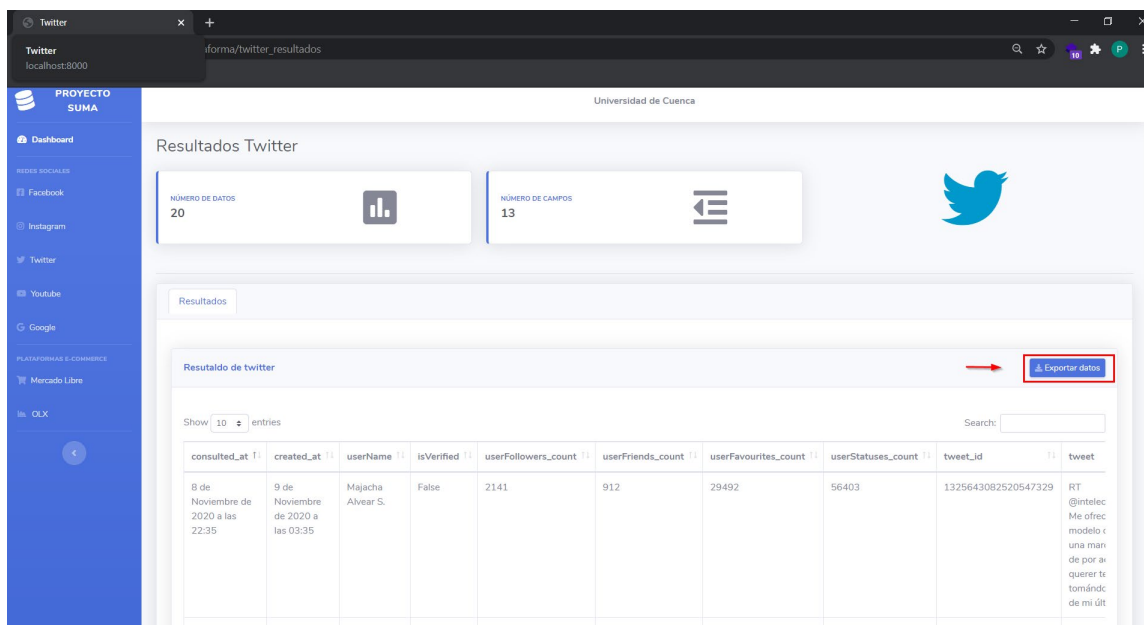 Twitter
Twitter
localhost:8000
/twitter_resultados
10
P
PROYECTO
SUMA
Universidad de Cuenca
Dashboard
REDES SOCIALES
Facebook
Instagram
Twitter
Youtube
Google
PLATAFORMAS E-COMMERCE
Mercado Libre
OLX
Resultados Twitter
NÚMERO DE DATOS
20
NÚMERO DE CAMPOS
13
Resultados
Resutaldo de twitter
Exportar datos
Show 10 entries
Search:
consulted_at created_at userName isVerified userFollowers_count userFriends_count userFavourites_count userStatuses_count tweet_id tweet
8 de
Noviembre de
2020 a las
22:35
9 de
Noviembre
de 2020 a
las 03:35
Majacha
Alvear S.
False
2141
912
29492
56403
1325643082520547329
RT
@intelec
Me ofrec
modelo
una mar
de por a
querer te
tomándo
de mi últ